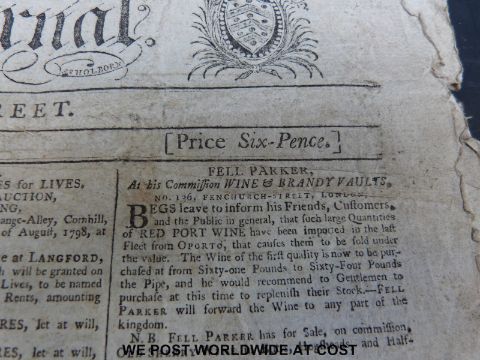 rnal.
HOLBORN
REET.
[Price Six-Pence.]
ES for LIVES.
AUCTION,
NG,
ange-Alley, Cornhill,
of August, 1798, at
e at LANGFORD,
ch will be granted on
Lives, to be named
Rents, amounting
RES, let at will,
RES, let at will,
FELL PARKER,
At his Commiſſion WINE & BRANDY VAULTS,
NO. 126, FENCHURCH-STREET, LONDON,
BEGS leave to inform his Friends, Cuſtomers,
and the Public in general, that ſuch large Quantities
of RED PORT WINE have been imported in the laſt
Fleet from OPORTO, that cauſes them to be ſold under
the value. The Wine of the firſt quality is now to be pur-
chaſed at from Sixty-one Pounds to Sixty-Four Pounds
the Pipe, and he would recommend to Gentlemen to
purchaſe at this time to repleniſh their Stock.—FELL
PARKER will forward the Wine to any part of the
kingdom.
N. B. FELL PARKER has for Sale, on commiſſion,
Hogſheads, and Half-
WE POST WORLDWIDE AT COST